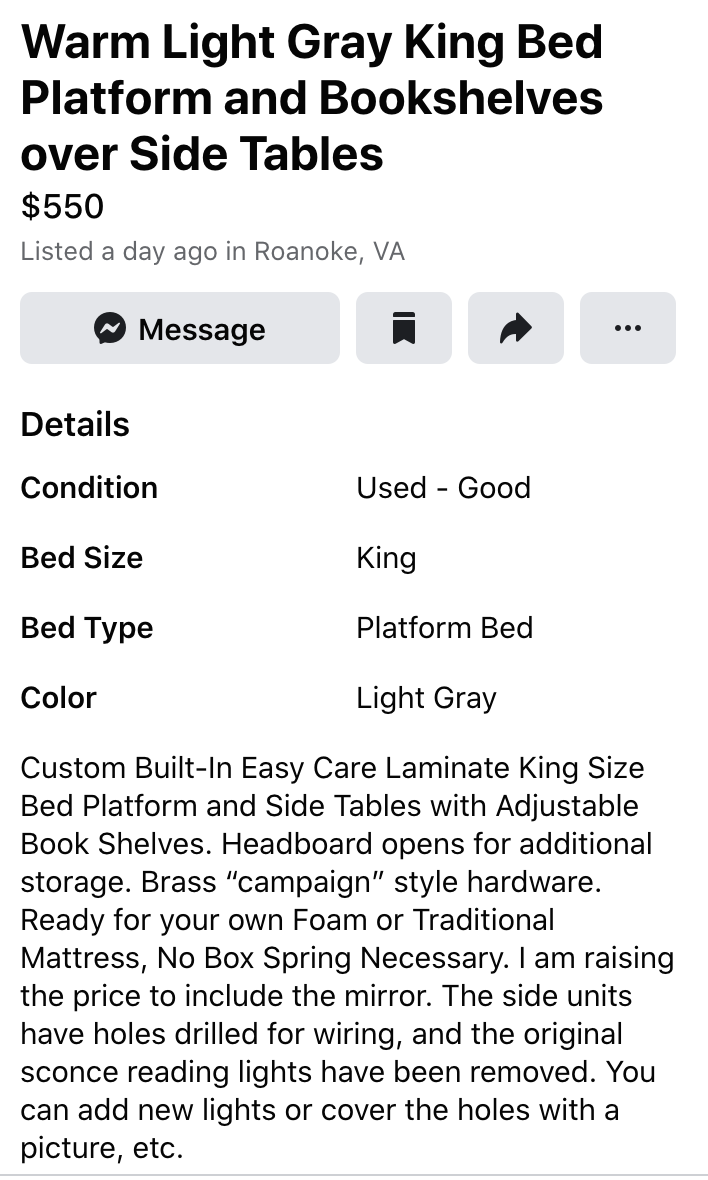 Warm Light Gray King Bed
Platform and Bookshelves
over Side Tables
$550
Listed a day ago in Roanoke, VA
Message
Details
Condition Used - Good
Bed Size King
Bed Type Platform Bed
Color Light Gray
Custom Built-In Easy Care Laminate King Size
Bed Platform and Side Tables with Adjustable
Book Shelves. Headboard opens for additional
storage. Brass “campaign” style hardware.
Ready for your own Foam or Traditional
Mattress, No Box Spring Necessary. I am raising
the price to include the mirror. The side units
have holes drilled for wiring, and the original
sconce reading lights have been removed. You
can add new lights or cover the holes with a
picture, etc.